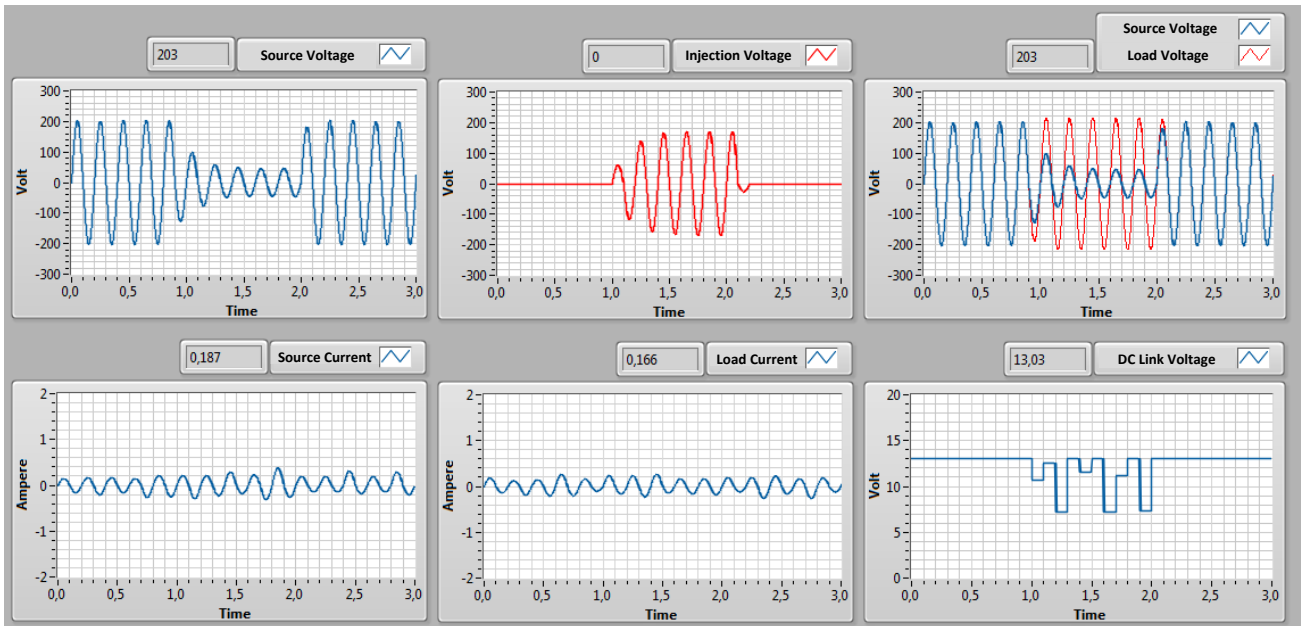 203 Source Voltage
0 Injection Voltage
203 Source Voltage
Load Voltage
300
200
100
0
-100
-200
-300
Volt
0,0 0,5 1,0 1,5 2,0 2,5 3,0
Time
300
200
100
0
-100
-200
-300
Volt
0,0 0,5 1,0 1,5 2,0 2,5 3,0
Time
300
200
100
0
-100
-200
-300
Volt
0,0 0,5 1,0 1,5 2,0 2,5 3,0
Time
0,187 Source Current
0,166 Load Current
13,03 DC Link Voltage
2
1
0
-1
-2
Ampere
0,0 0,5 1,0 1,5 2,0 2,5 3,0
Time
2
1
0
-1
-2
Ampere
0,0 0,5 1,0 1,5 2,0 2,5 3,0
Time
20
15
10
5
0
Volt
0,0 0,5 1,0 1,5 2,0 2,5 3,0
Time